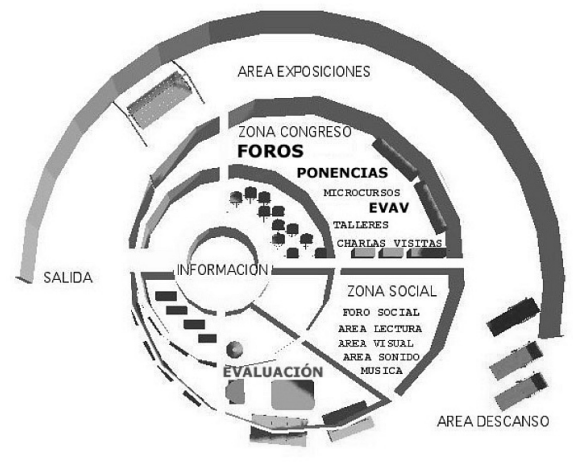 AREA EXPOSICIONES
ZONA CONGRESO
FOROS
PONENCIAS
MICROCURSOS
EVAV
TALLERES
CHARLAS VISITAS
SALIDA
INFORMACION
ZONA SOCIAL
FORO SOCIAL
AREA LECTURA
AREA VISUAL
AREA SONIDO
MUSICA
EVALUACIÓN
AREA DESCANSO